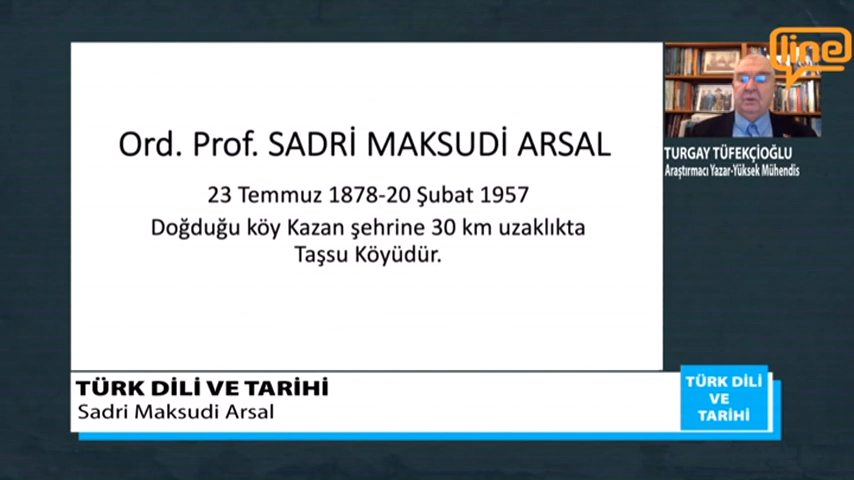 line
Ord. Prof. SADRİ MAKSUDİ ARSAL
23 Temmuz 1878-20 Şubat 1957
Doğduğu köy Kazan şehrine 30 km uzaklıkta
Taşsu Köyüdür.
TURGAY TÜFEKÇİOĞLU
Araştırmacı Yazar-Yüksek Mühendis
TÜRK DİLİ VE TARİHİ
Sadri Maksudi Arsal
TÜRK DİLİ
VE
TARİHİ